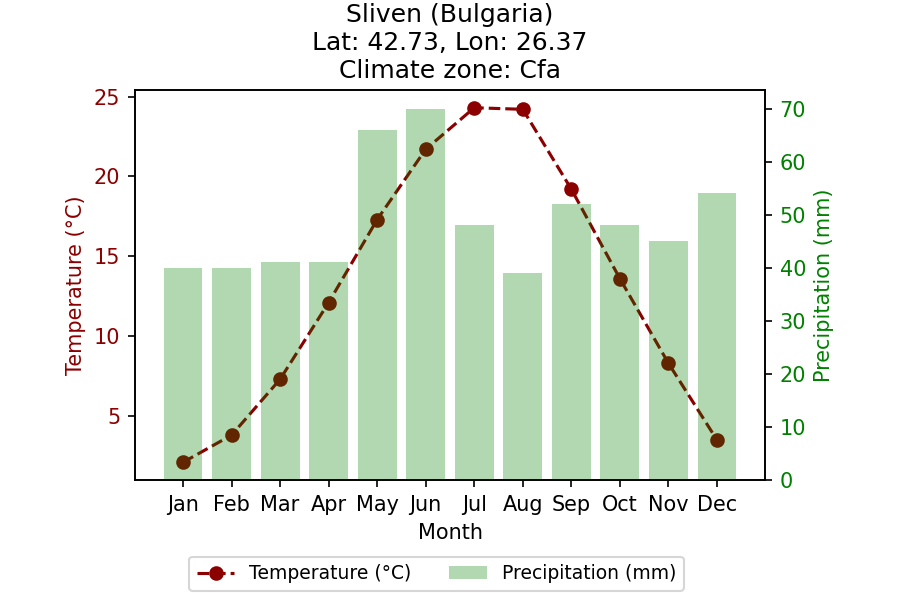 Sliven (Bulgaria)
Lat: 42.73, Lon: 26.37
Climate zone: Cfa
25
20
15
10
5
Temperature (°C)
70
60
50
40
30
20
10
0
Precipitation (mm)
Jan Feb Mar Apr May Jun Jul Aug Sep Oct Nov Dec
Month
Temperature (°C) Precipitation (mm)